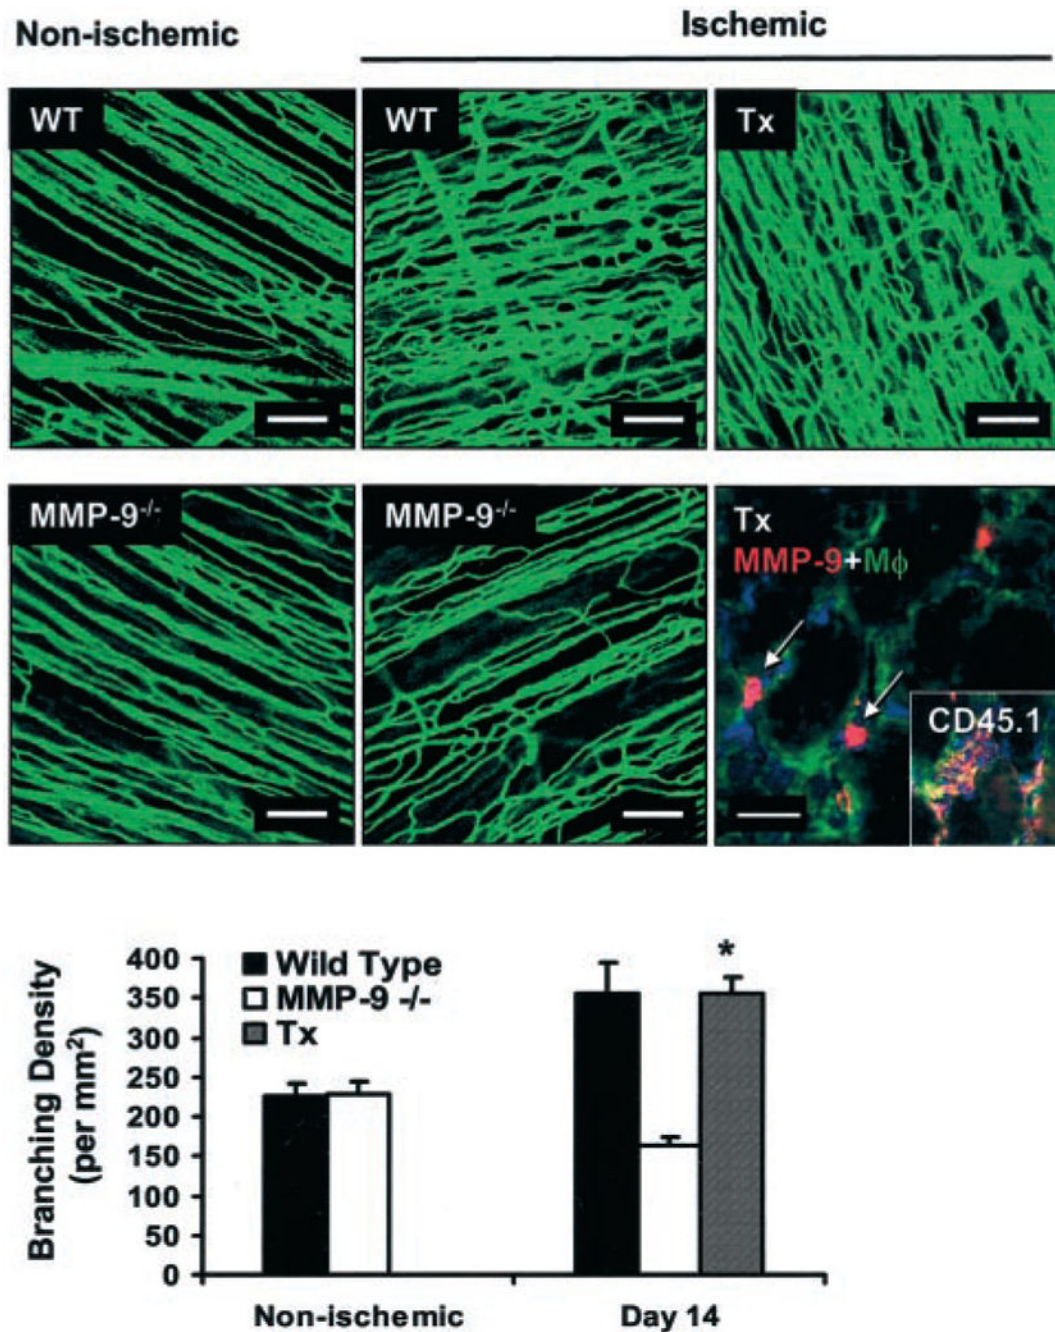 Non-ischemic
Ischemic
WT
WT
Tx
MMP-9⁻/⁻
MMP-9⁻/⁻
Tx
MMP-9+Mϕ
CD45.1
Branching Density
(per mm²)
400
350
300
250
200
150
100
50
0
Wild Type
MMP-9 -/-
Tx
*
Non-ischemic
Day 14